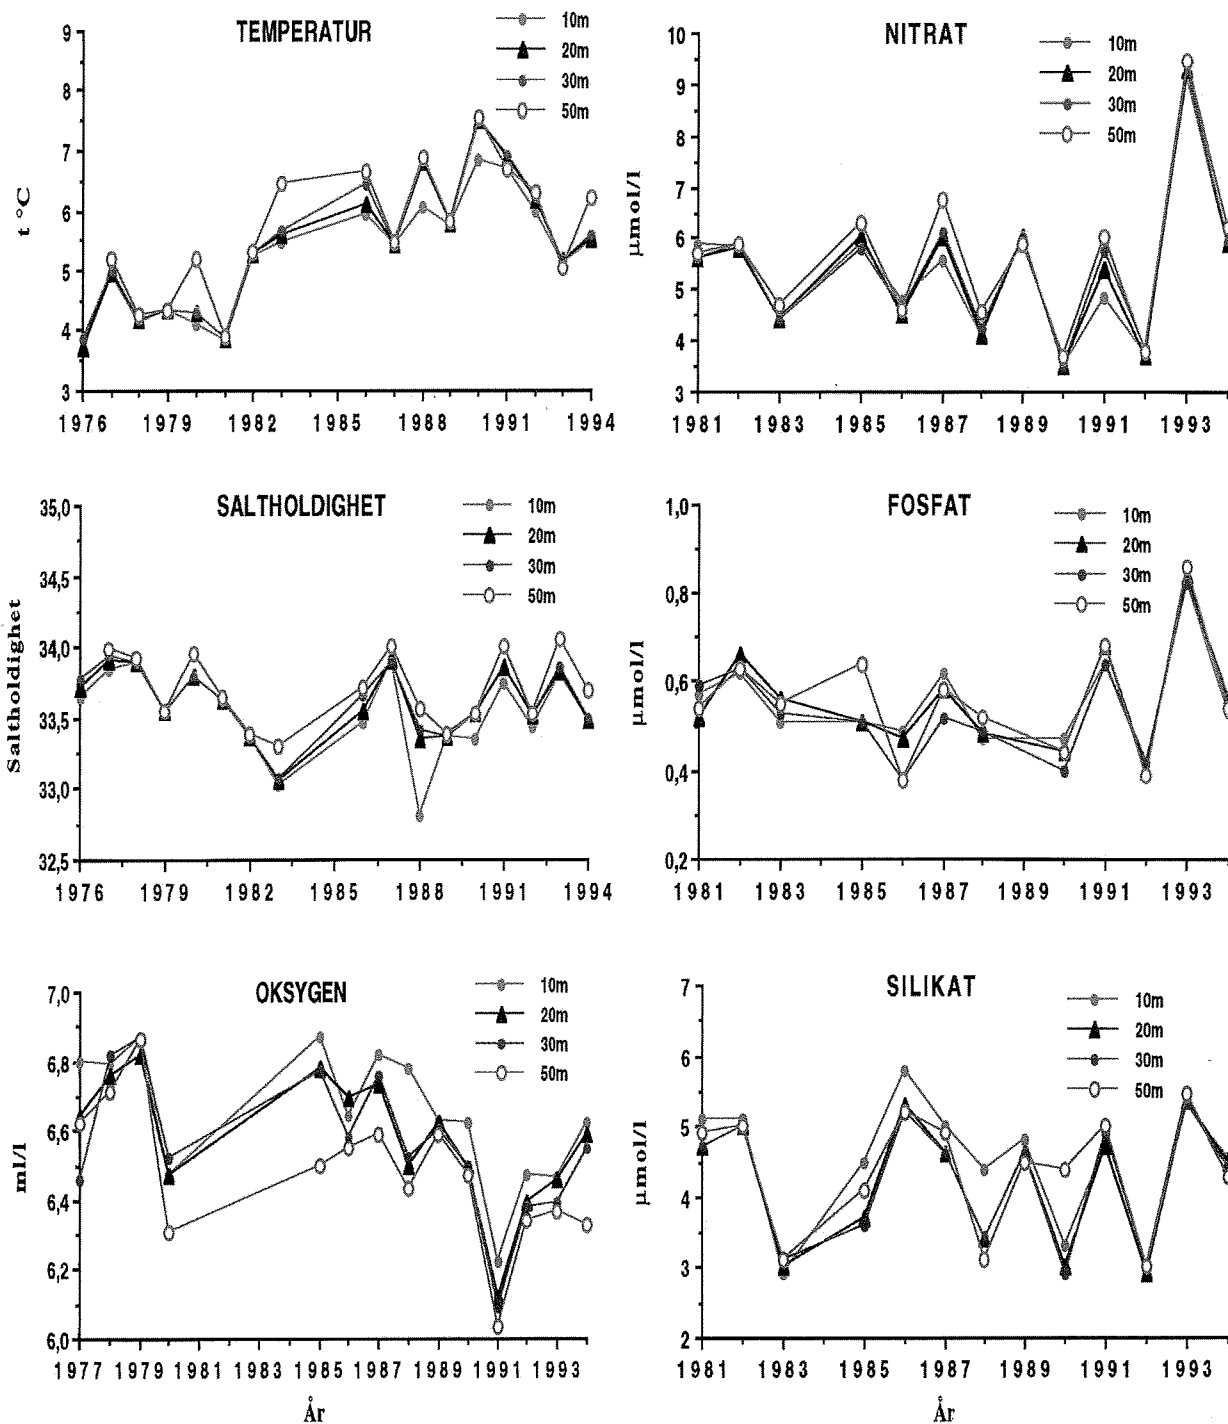 TEMPERATUR
10m
20m
30m
50m
9
8
7
6
5
4
3
t °C
1976 1979 1982 1985 1988 1991 1994
NITRAT
10m
20m
30m
50m
10
9
8
7
6
5
4
3
µmol/l
1981 1983 1985 1987 1989 1991 1993
SALTHOLDIGHET
10m
20m
30m
50m
35,0
34,5
34,0
33,5
33,0
32,5
Saltholdighet
1976 1979 1982 1985 1988 1991 1994
FOSFAT
10m
20m
30m
50m
1,0
0,8
0,6
0,4
0,2
µmol/l
1981 1983 1985 1987 1989 1991 1993
OKSYGEN
10m
20m
30m
50m
7,0
6,8
6,6
6,4
6,2
6,0
ml/l
1977 1979 1981 1983 1985 1987 1989 1991 1993
År
SILIKAT
10m
20m
30m
50m
7
6
5
4
3
2
µmol/l
1981 1983 1985 1987 1989 1991 1993
År